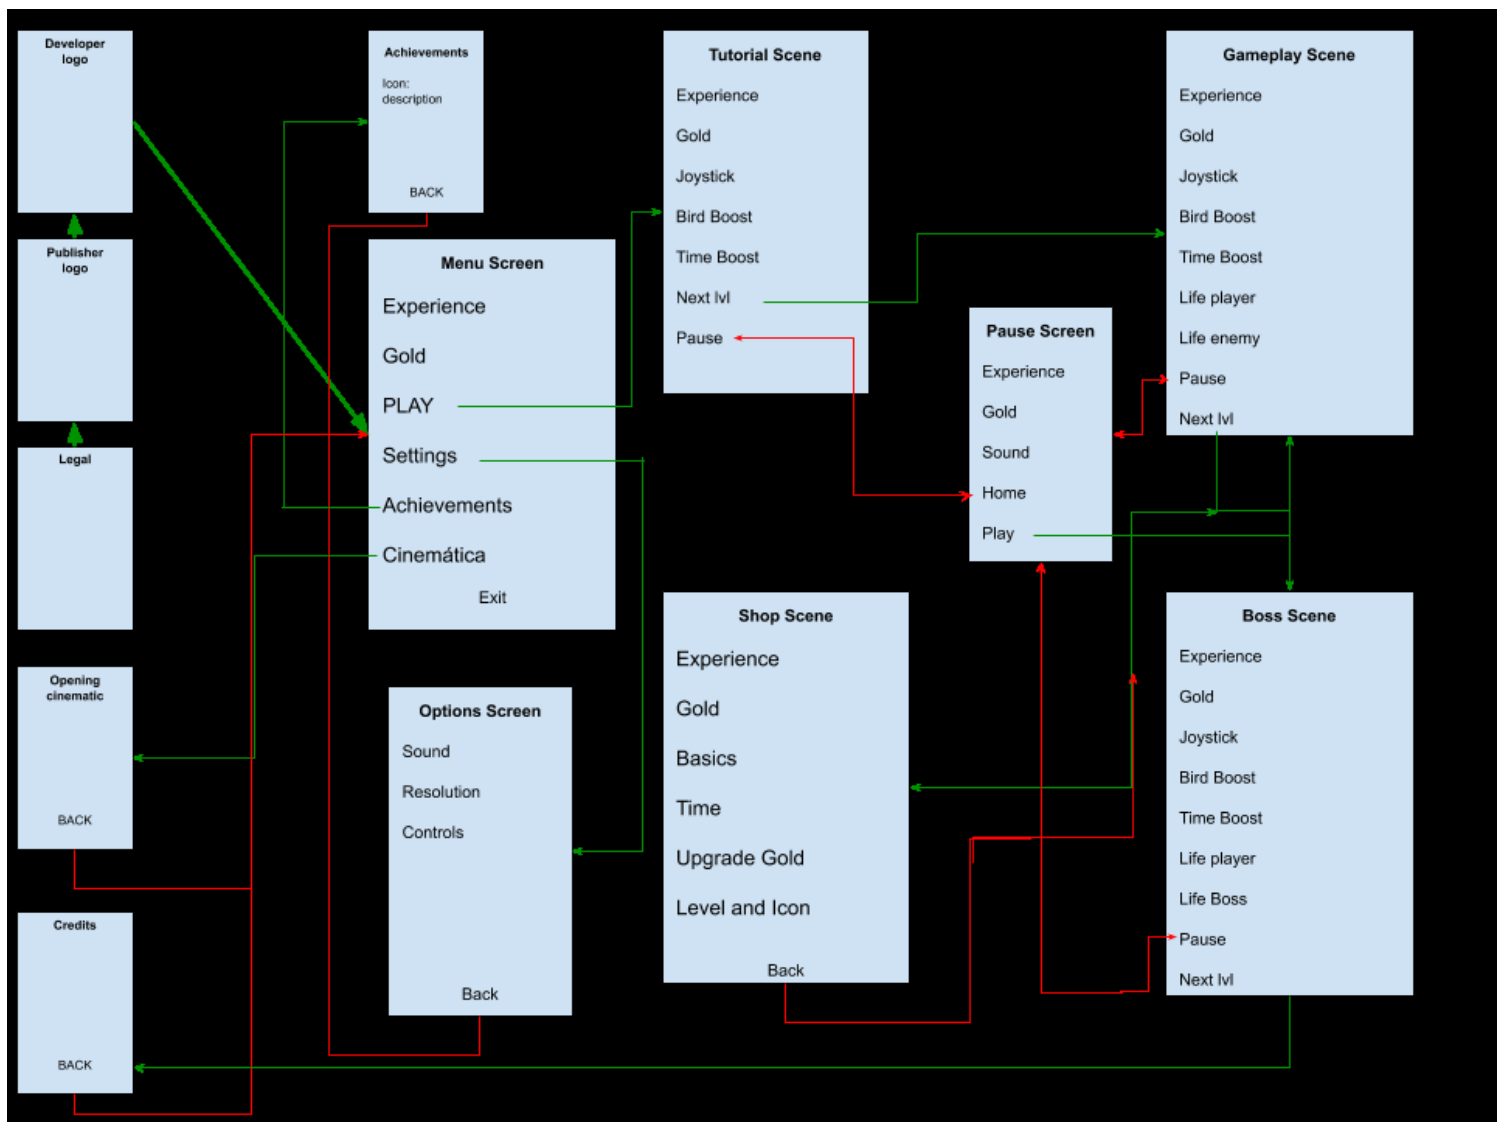 Developer
logo
Publisher
logo
Legal
Opening
cinematic
BACK
Credits
BACK
Achievements
Icon:
description
BACK
Menu Screen
Experience
Gold
PLAY
Settings
Achievements
Cinemática
Exit
Options Screen
Sound
Resolution
Controls
Back
Tutorial Scene
Experience
Gold
Joystick
Bird Boost
Time Boost
Next lvl
Pause
Shop Scene
Experience
Gold
Basics
Time
Upgrade Gold
Level and Icon
Back
Pause Screen
Experience
Gold
Sound
Home
Play
Gameplay Scene
Experience
Gold
Joystick
Bird Boost
Time Boost
Life player
Life enemy
Pause
Next lvl
Boss Scene
Experience
Gold
Joystick
Bird Boost
Time Boost
Life player
Life Boss
Pause
Next lvl